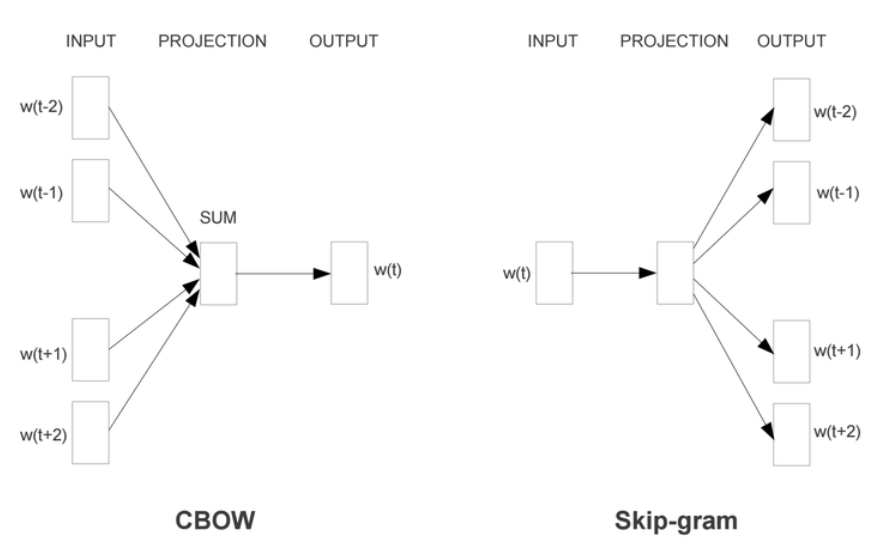 INPUT PROJECTION OUTPUT
w(t-2)
w(t-1)
SUM
w(t)
w(t+1)
w(t+2)
CBOW
INPUT PROJECTION OUTPUT
w(t-2)
w(t-1)
w(t)
w(t+1)
w(t+2)
Skip-gram